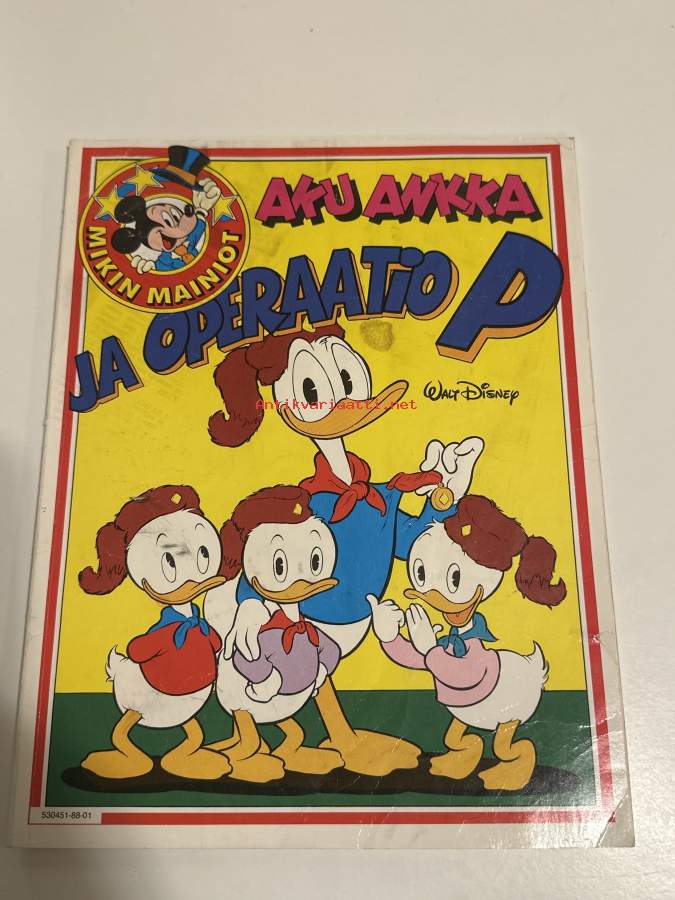 MIKIN MAINIOT
AKU ANKKA
JA OPERAATIO P
Walt Disney
Antikvariaatti.net
530451-88-01